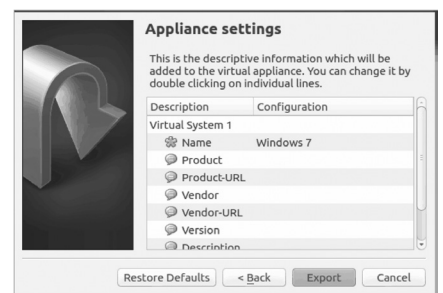 Appliance settings
This is the descriptive information which will be
added to the virtual appliance. You can change it by
double clicking on individual lines.
Description Configuration
Virtual System 1
Name Windows 7
Product
Product-URL
Vendor
Vendor-URL
Version
Description
Restore Defaults < Back Export Cancel